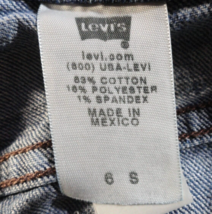 Levi's
levi.com
(800) USA-LEVI
83% COTTON
16% POLYESTER
1% SPANDEX
MADE IN
MEXICO
6 S